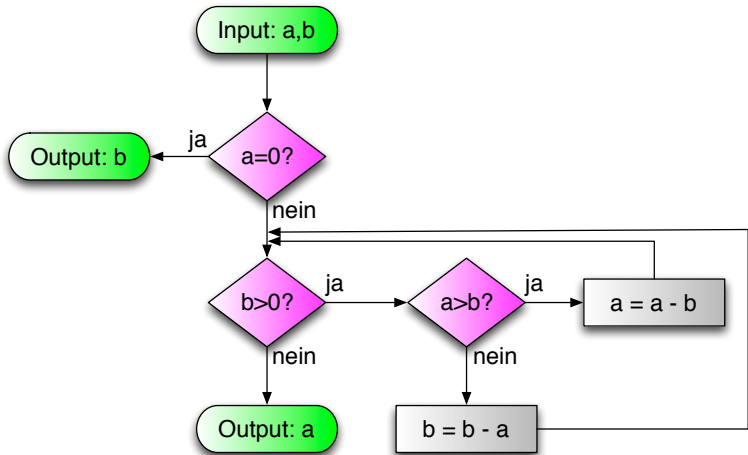 Input: a,b
ja
Output: b
a=0?
nein
b>0?
ja
a>b?
ja
a = a - b
nein
nein
Output: a
b = b - a